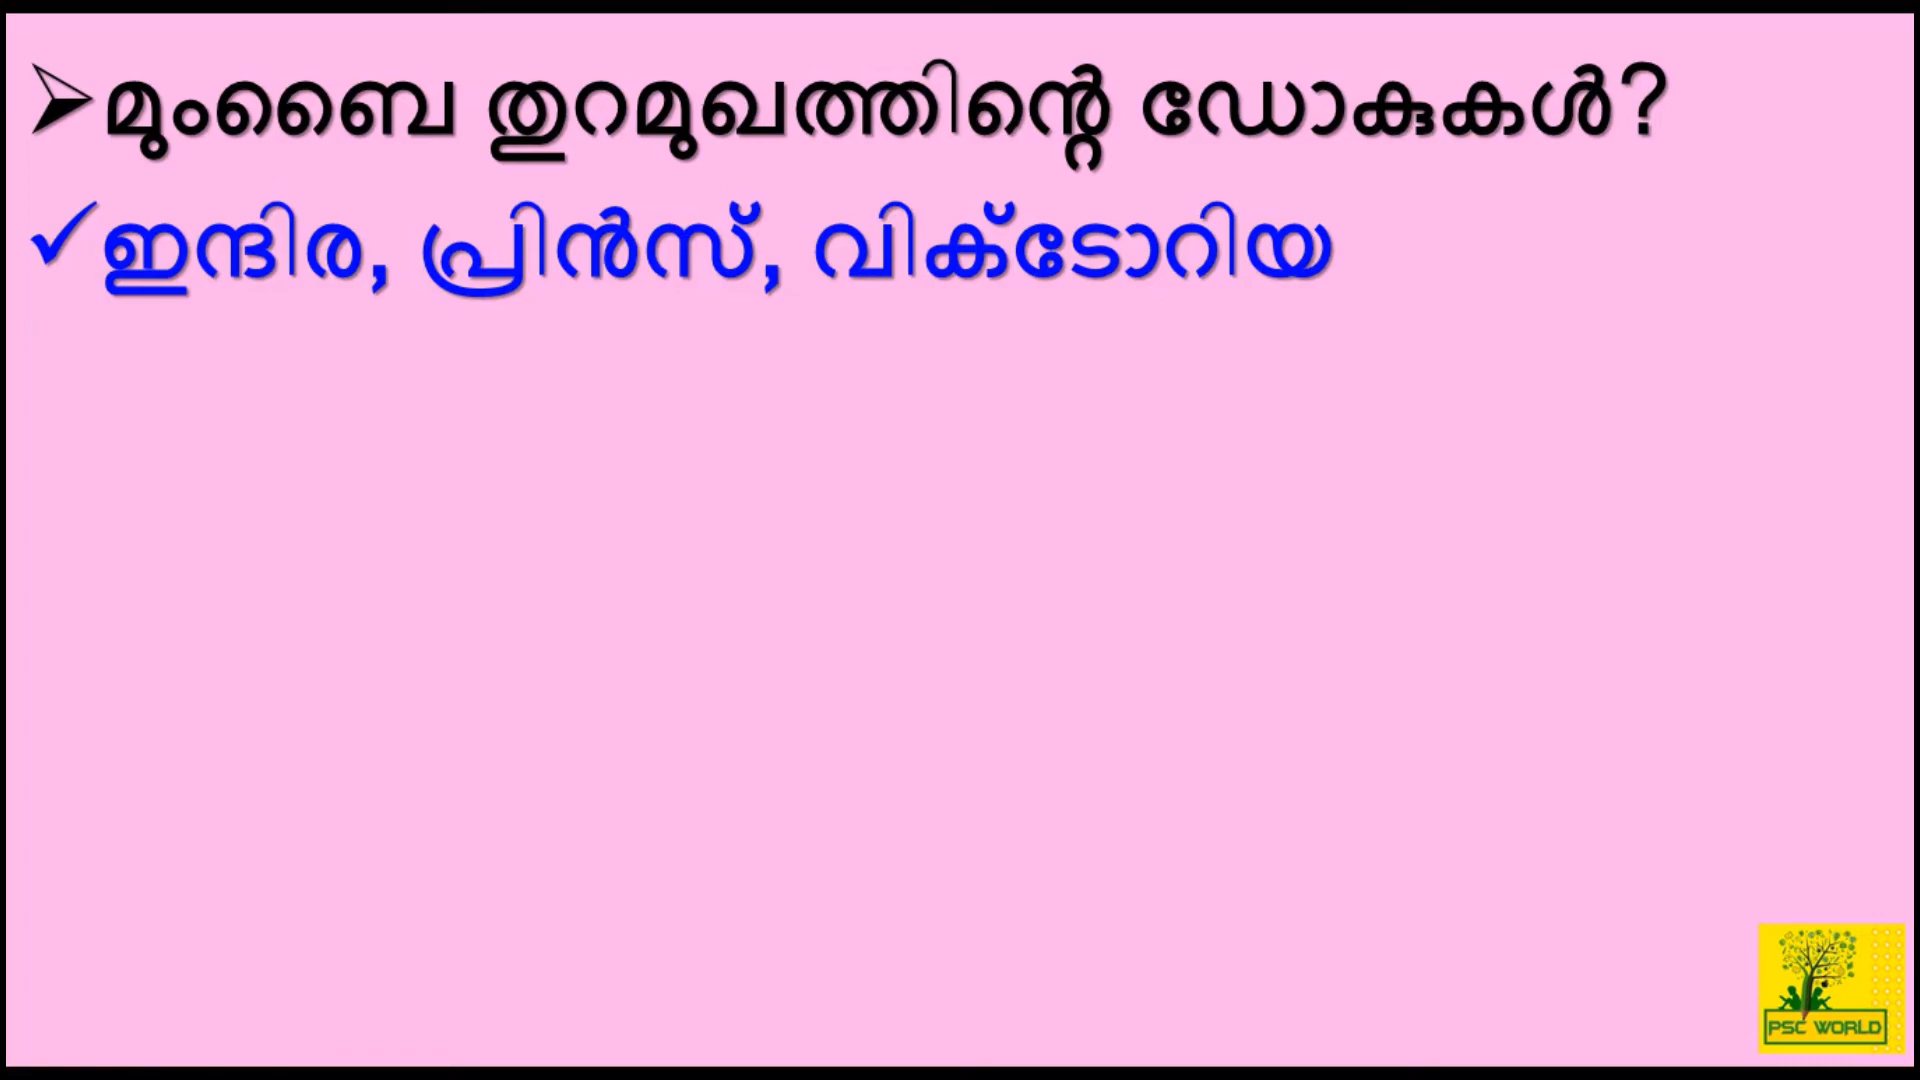 ➢മുംബൈ തുറമുഖത്തിന്റെ ഡോകുകൾ?
✓ഇന്ദിര, പ്രിൻസ്, വിക്ടോറിയ
PSC WORLD